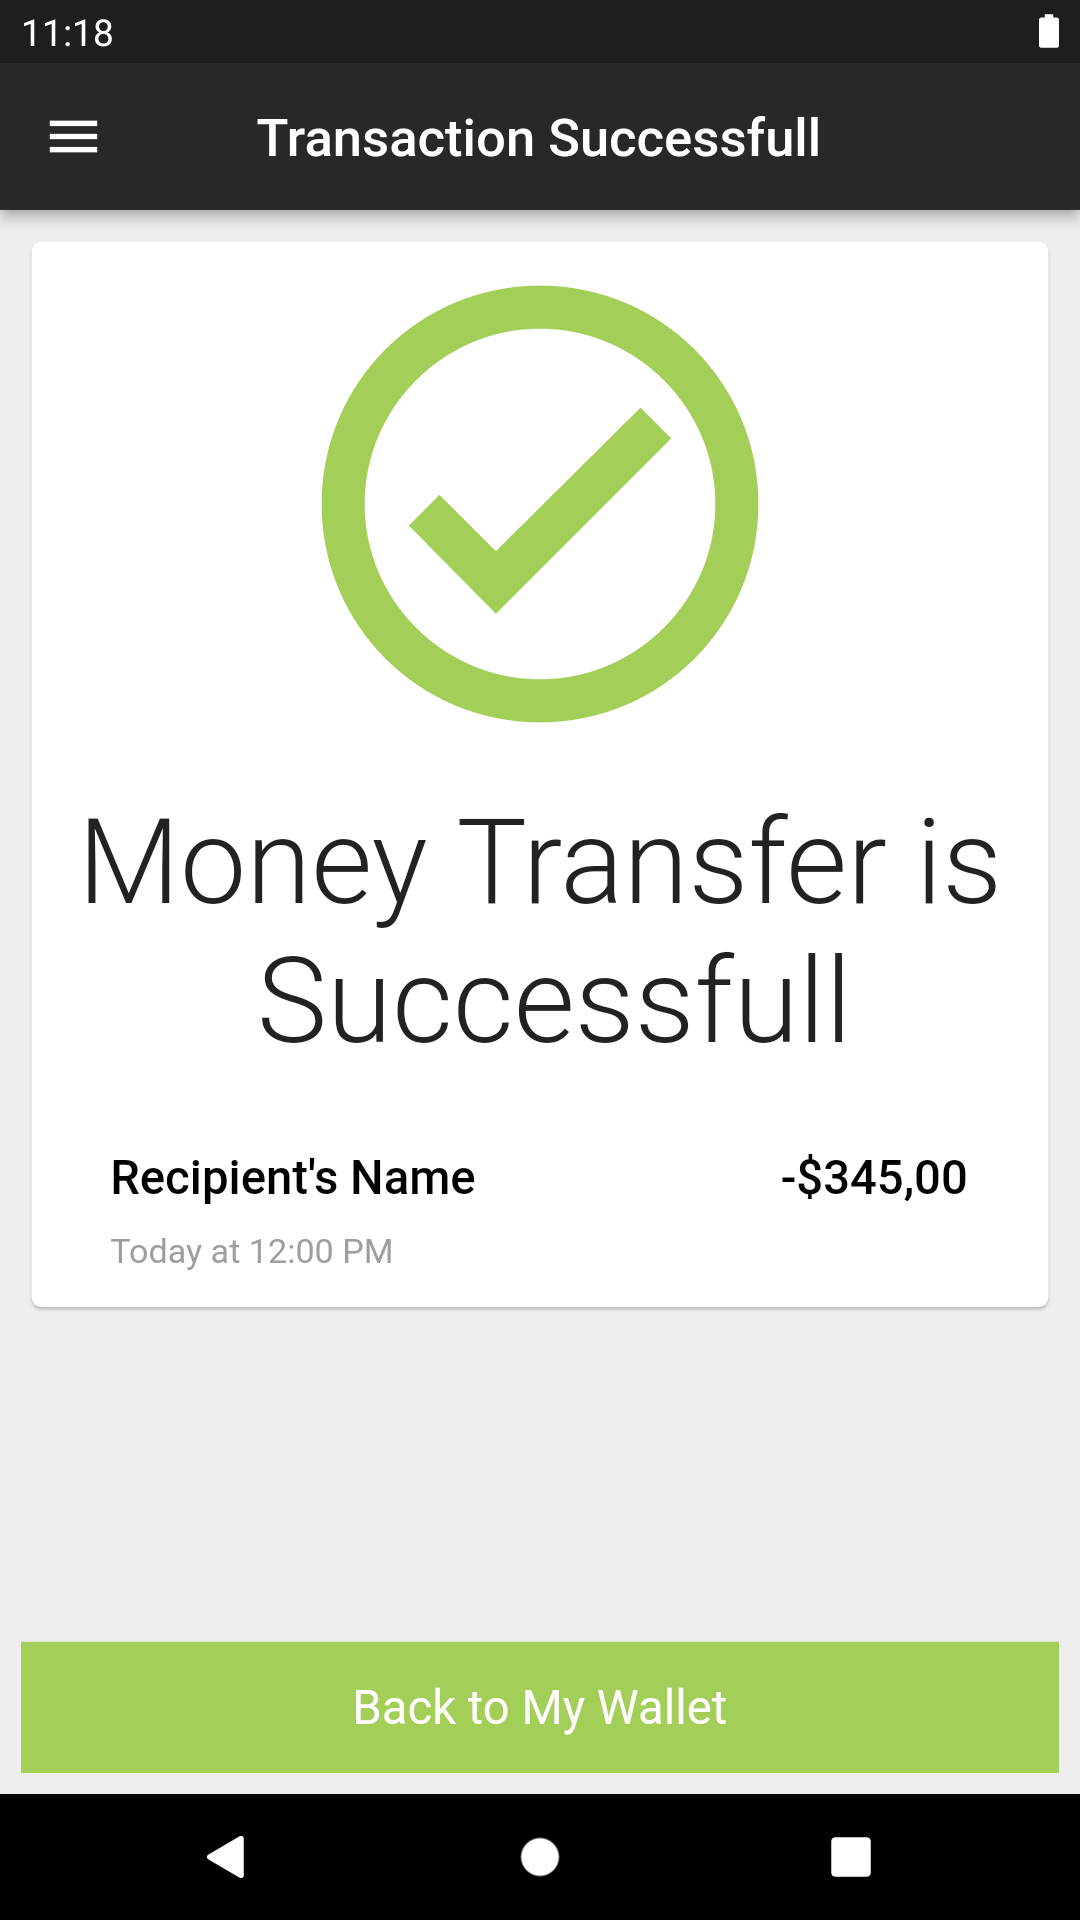 11:18
Transaction Successfull
Money Transfer is
Successfull
Recipient's Name
-$345,00
Today at 12:00 PM
Back to My Wallet